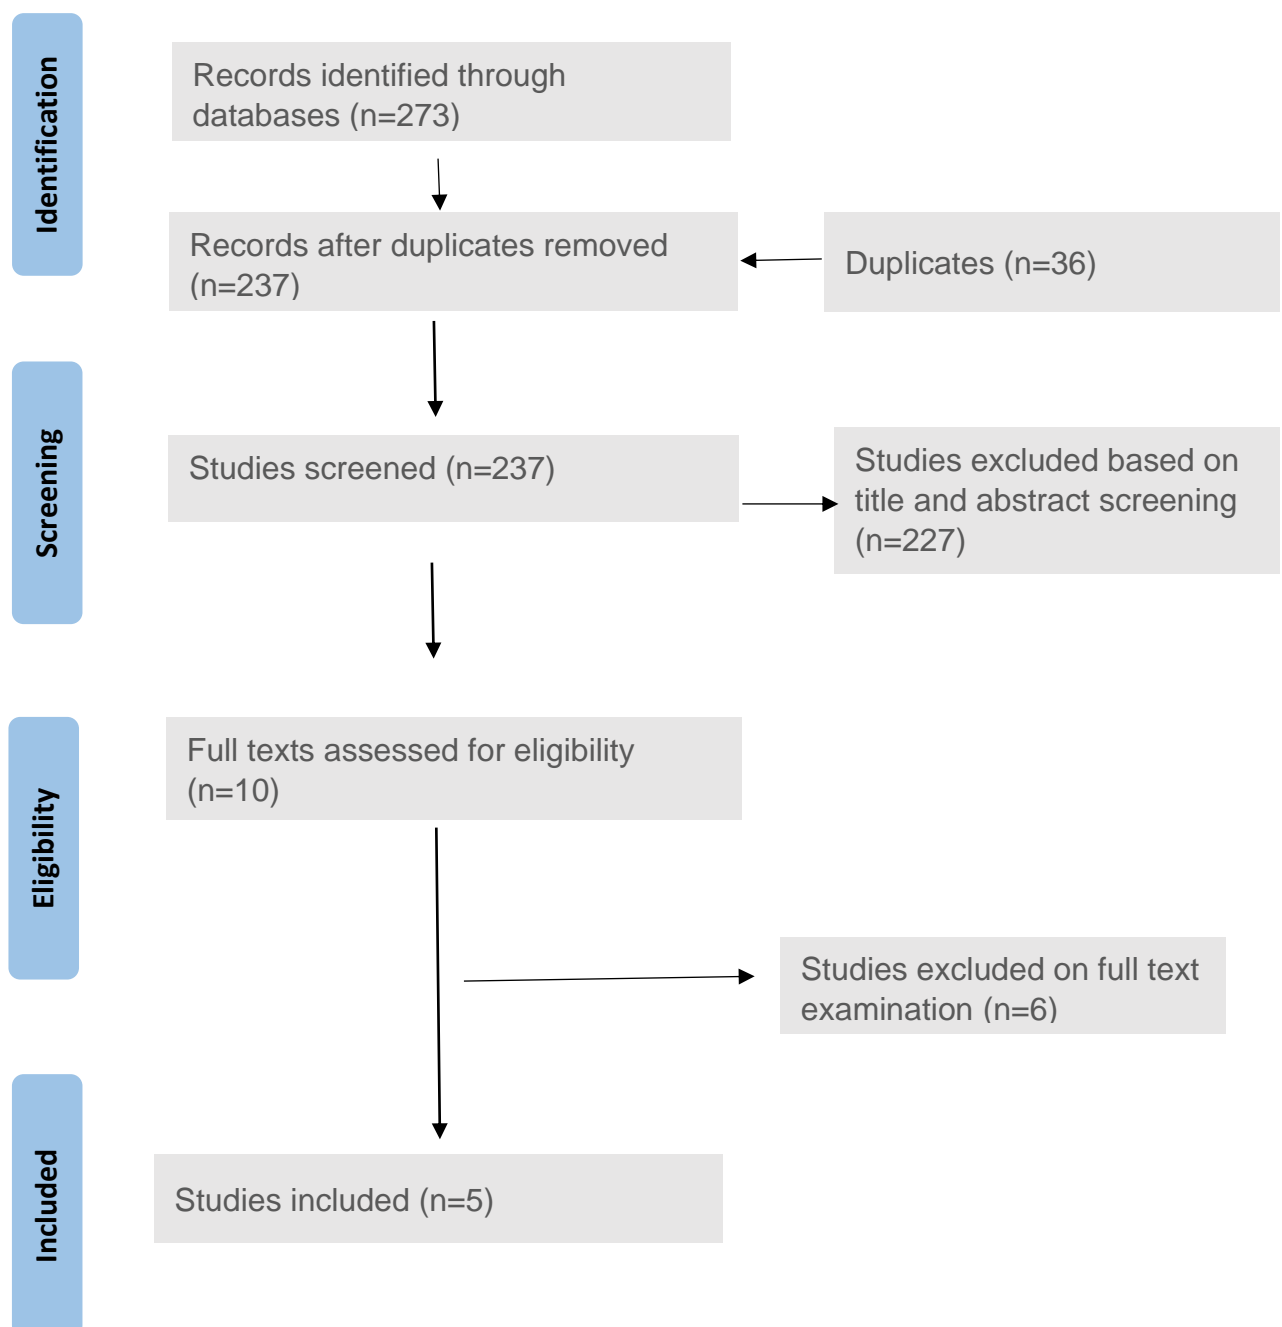 Identification
Records identified through
databases (n=273)
Records after duplicates removed
(n=237)
Duplicates (n=36)
Screening
Studies screened (n=237)
Studies excluded based on
title and abstract screening
(n=227)
Eligibility
Full texts assessed for eligibility
(n=10)
Studies excluded on full text
examination (n=6)
Included
Studies included (n=5)